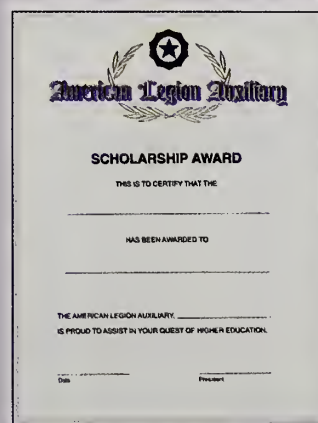 American Legion Auxiliary
SCHOLARSHIP AWARD
THIS IS TO CERTIFY THAT THE
HAS BEEN AWARDED TO
THE AMERICAN LEGION AUXILIARY,
IS PROUD TO ASSIST IN YOUR QUEST OF HIGHER EDUCATION.
Date President